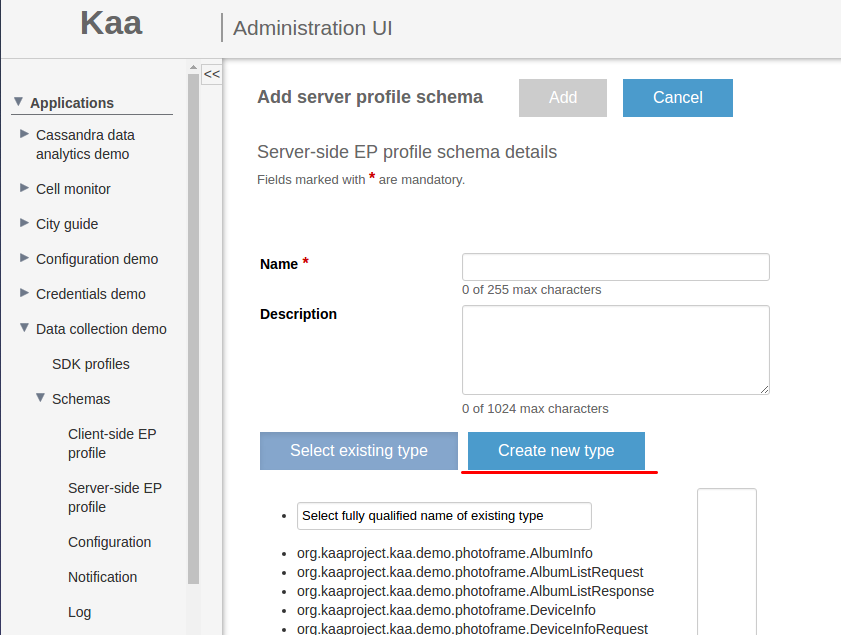 Kaa
Administration UI
<<
Applications
Cassandra data
analytics demo
Cell monitor
City guide
Configuration demo
Credentials demo
Data collection demo
SDK profiles
Schemas
Client-side EP
profile
Server-side EP
profile
Configuration
Notification
Log
Add server profile schema
Add
Cancel
Server-side EP profile schema details
Fields marked with * are mandatory.
Name *
0 of 255 max characters
Description
0 of 1024 max characters
Select existing type
Create new type
Select fully qualified name of existing type
org.kaaproject.kaa.demo.photoframe.AlbumInfo
org.kaaproject.kaa.demo.photoframe.AlbumListRequest
org.kaaproject.kaa.demo.photoframe.AlbumListResponse
org.kaaproject.kaa.demo.photoframe.DeviceInfo
org.kaaproject.kaa.demo.photoframe.DeviceInfoRequest